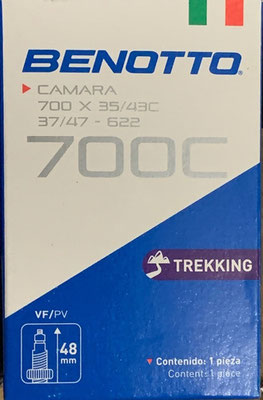 BENOTTO
CAMARA
700 X 35/43C
37/47 - 622
700C
TREKKING
VF/PV
48
mm
Contenido: 1 pieza
Content: 1 piece